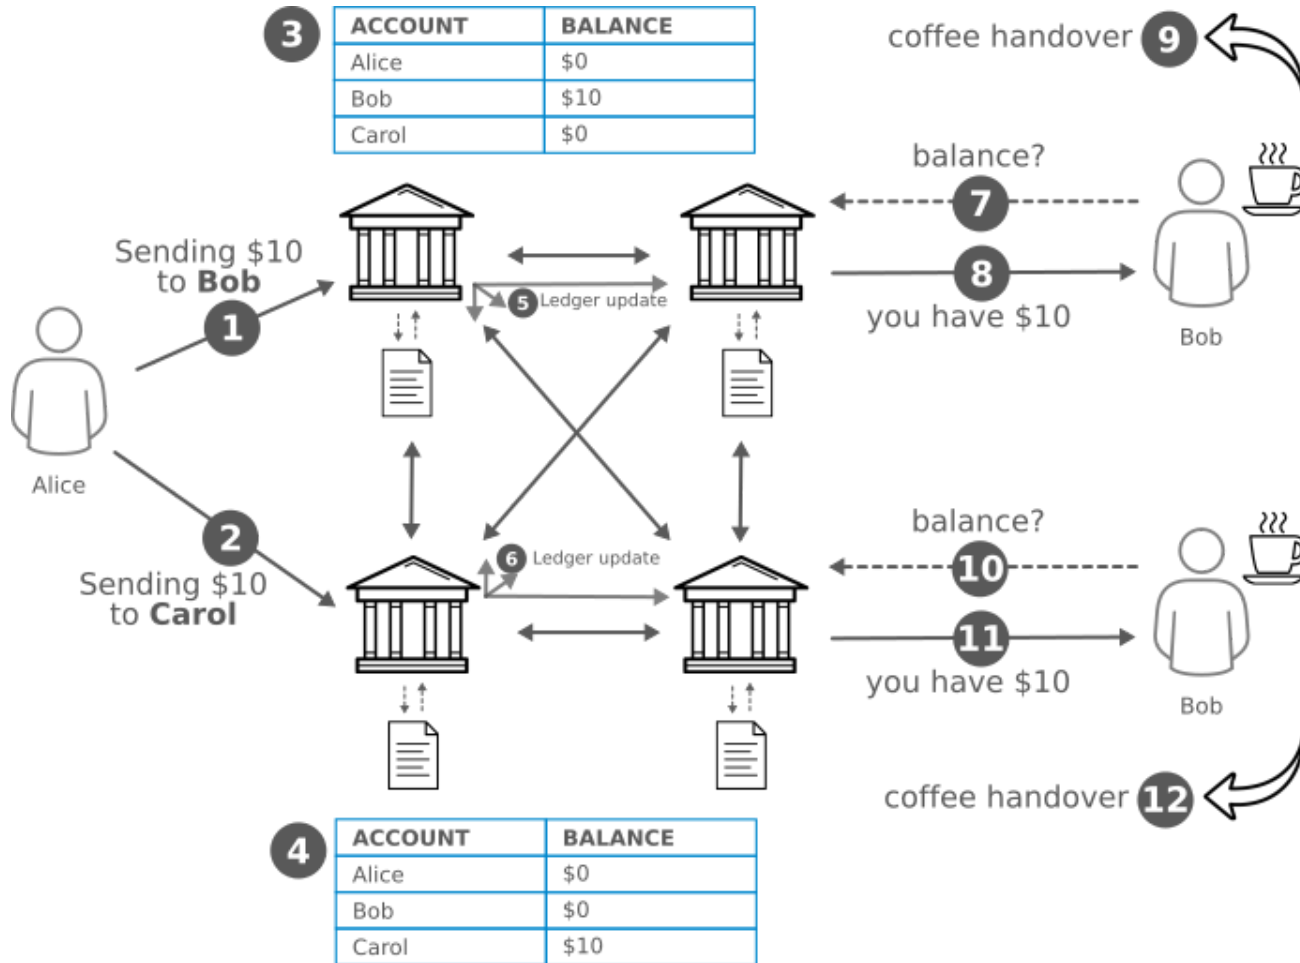 3
ACCOUNT BALANCE
Alice $0
Bob $10
Carol $0
coffee handover 9
balance?
7
8
you have $10
Bob
Sending $10
to Bob
1
5 Ledger update
Alice
2
Sending $10
to Carol
6 Ledger update
balance?
10
11
you have $10
Bob
coffee handover 12
4
ACCOUNT BALANCE
Alice $0
Bob $0
Carol $10